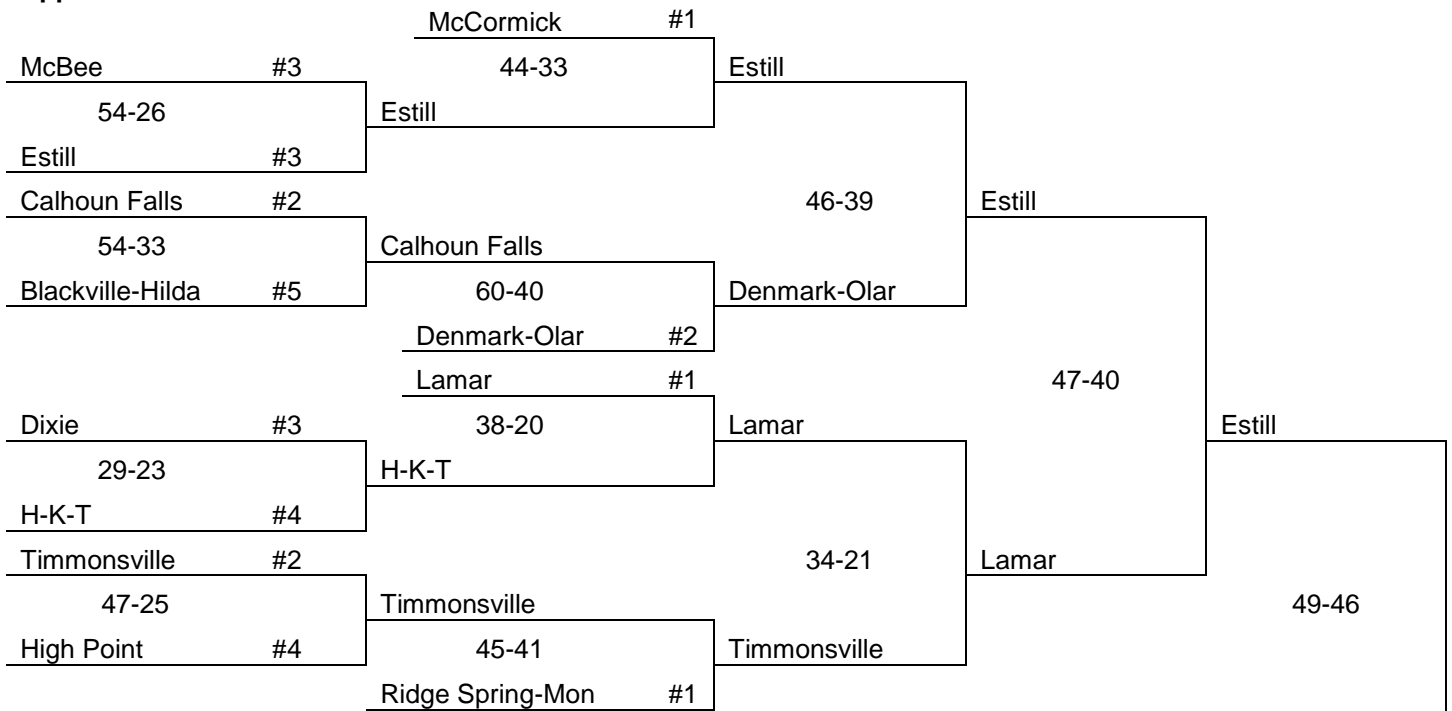 McCormick #1
McBee #3 44-33 Estill
54-26 Estill
Estill #3
Calhoun Falls #2 46-39 Estill
54-33 Calhoun Falls
Blackville-Hilda #5 60-40 Denmark-Olar
Denmark-Olar #2
Lamar #1 47-40
Dixie #3 38-20 Lamar Estill
29-23 H-K-T
H-K-T #4
Timmonsville #2 34-21 Lamar
47-25 Timmonsville 49-46
High Point #4 45-41 Timmonsville
Ridge Spring-Mon #1